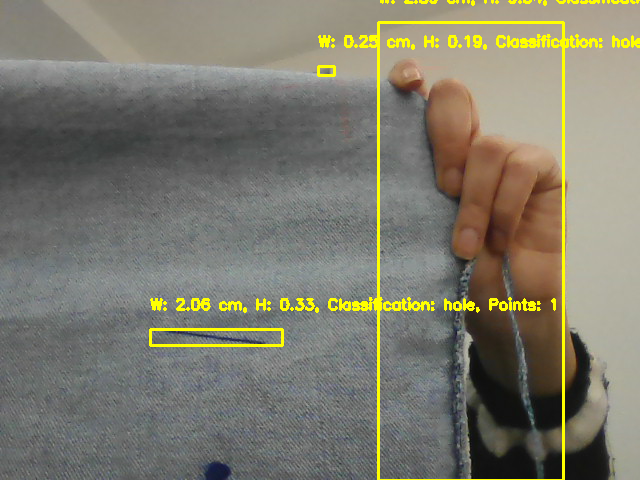 W: 0.25 cm, H: 0.19, Classification: hole
W: 2.06 cm, H: 0.33, Classification: hole, Points: 1